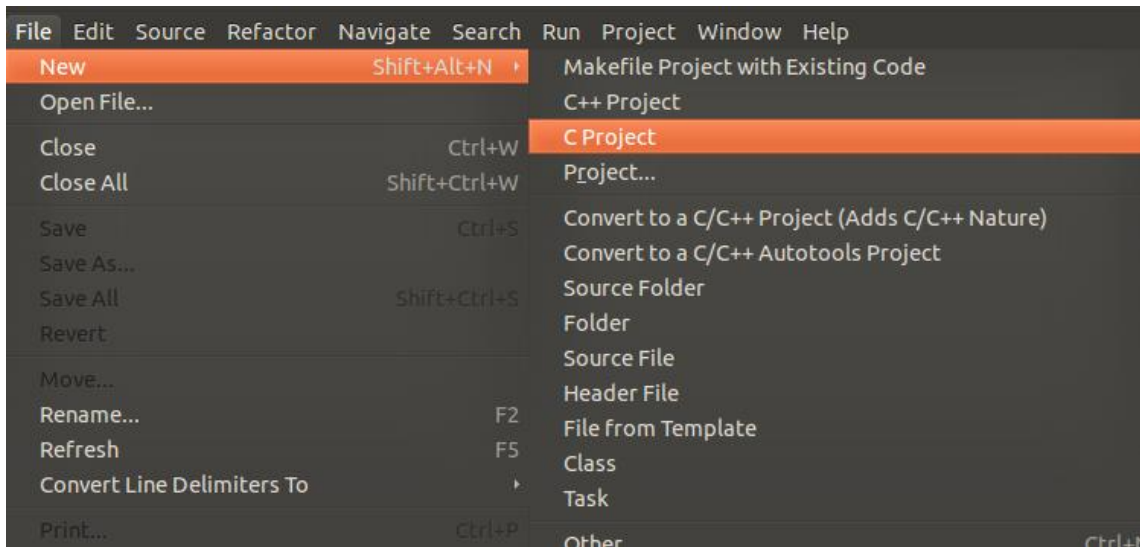 File Edit Source Refactor Navigate Search Run Project Window Help
New Shift+Alt+N
Open File...
Close Ctrl+W
Close All Shift+Ctrl+W
Save Ctrl+S
Save As...
Save All Shift+Ctrl+S
Revert
Move...
Rename... F2
Refresh F5
Convert Line Delimiters To
Print... Ctrl+P
Makefile Project with Existing Code
C++ Project
C Project
Project...
Convert to a C/C++ Project (Adds C/C++ Nature)
Convert to a C/C++ Autotools Project
Source Folder
Folder
Source File
Header File
File from Template
Class
Task
Other